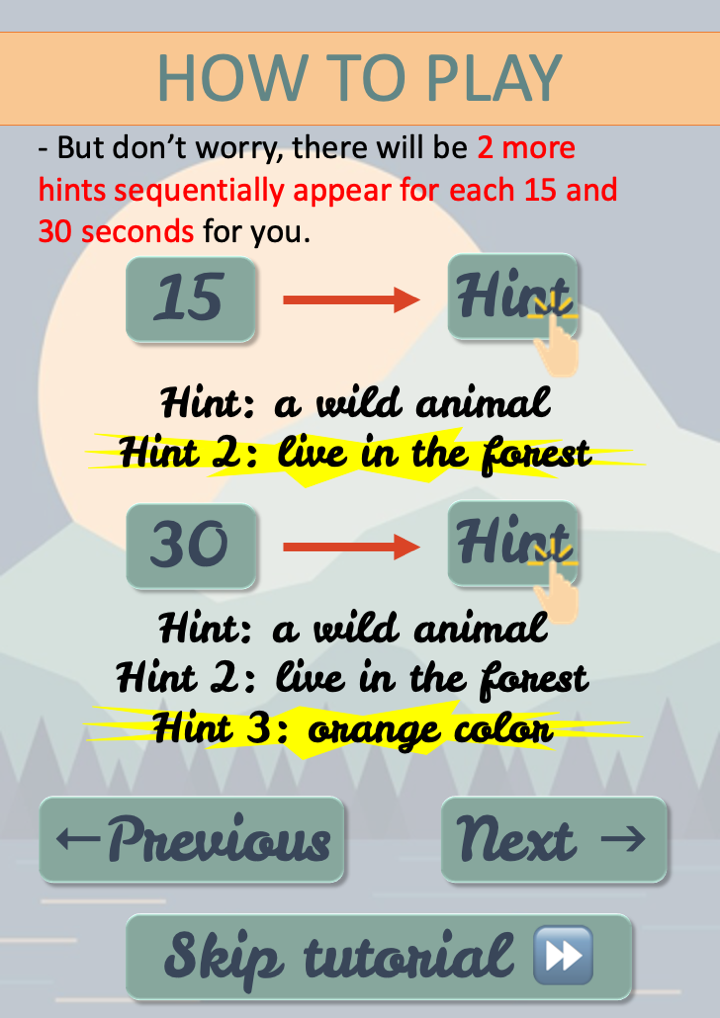 HOW TO PLAY
- But don’t worry, there will be 2 more
hints sequentially appear for each 15 and
30 seconds for you.
15 → Hint
Hint: a wild animal
Hint 2: live in the forest
30 → Hint
Hint: a wild animal
Hint 2: live in the forest
Hint 3: orange color
←Previous
Next →
Skip tutorial ⏩